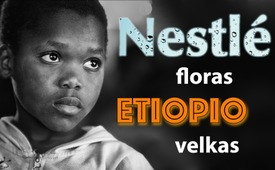 Nestlé
floras
ETIOPIO
velkas